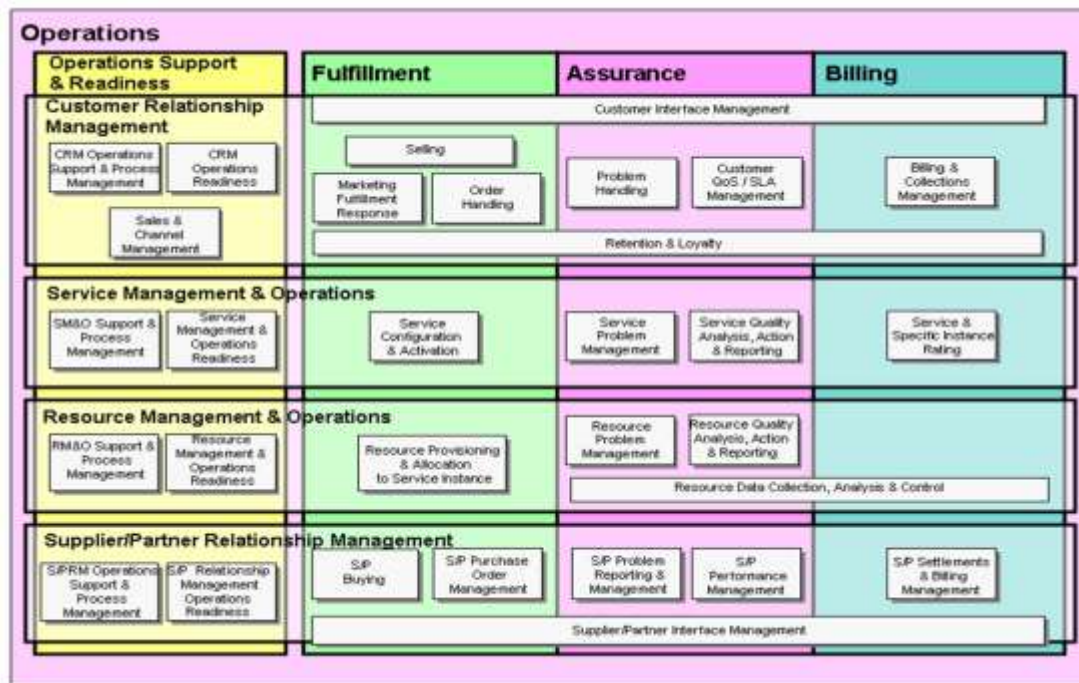 Operations
Operations Support
& Readiness
Fulfillment
Assurance
Billing
Customer Relationship
Management
Customer Interface Management
CRM Operations
Support & Process
Management
CRM
Operations
Readiness
Sales &
Channel
Management
Selling
Marketing
Fulfillment
Response
Order
Handling
Problem
Handling
Customer
QoS / SLA
Management
Billing &
Collections
Management
Retention & Loyalty
Service Management & Operations
SM&O Support &
Process
Management
Service
Management &
Operations
Readiness
Service
Configuration
& Activation
Service
Problem
Management
Service Quality
Analysis, Action
& Reporting
Service &
Specific Instance
Rating
Resource Management & Operations
RM&O Support &
Process
Management
Resource
Management &
Operations
Readiness
Resource Provisioning
& Allocation
to Service Instance
Resource
Problem
Management
Resource Quality
Analysis, Action
& Reporting
Resource Data Collection, Analysis & Control
Supplier/Partner Relationship Management
S/PRM Operations
Support &
Process
Management
S/P Relationship
Management
Operations
Readiness
S/P
Buying
S/P Purchase
Order
Management
S/P Problem
Reporting &
Management
S/P
Performance
Management
S/P Settlements
& Billing
Management
Supplier/Partner Interface Management